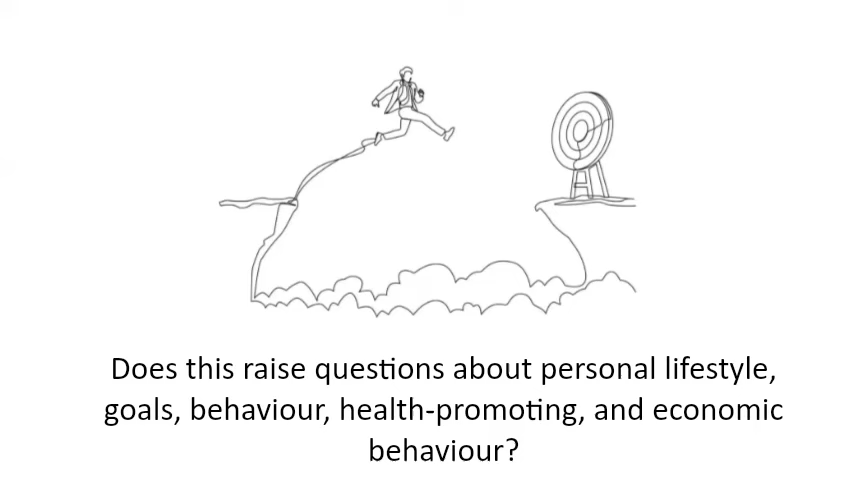 Does this raise questions about personal lifestyle,
goals, behaviour, health-promoting, and economic
behaviour?